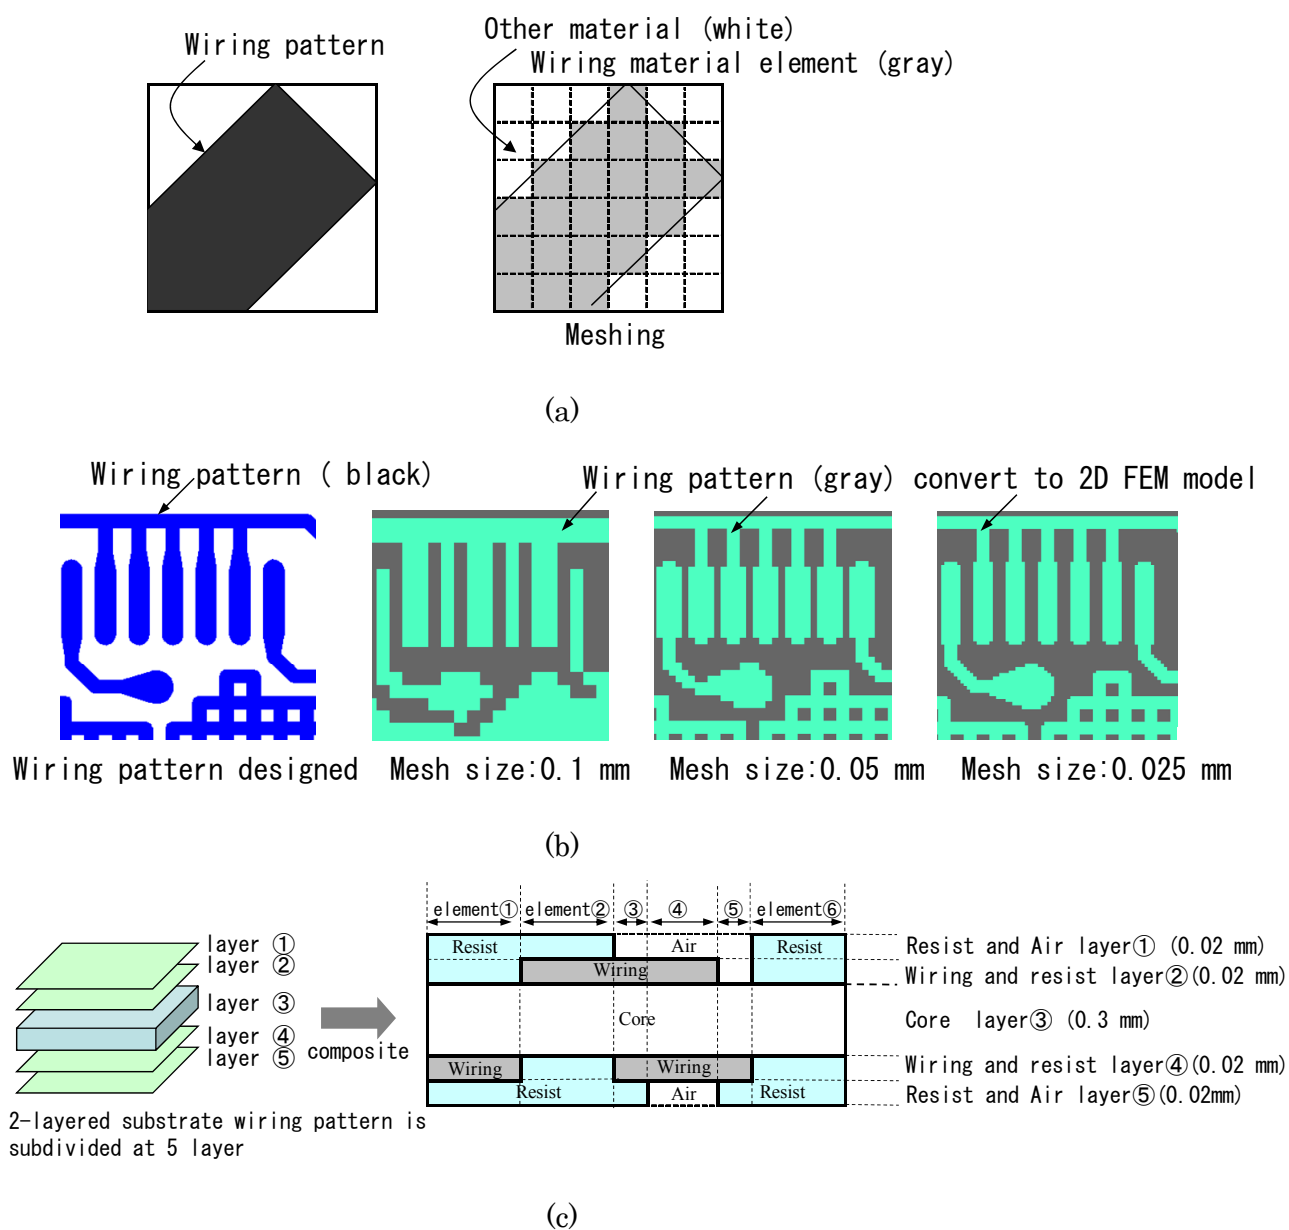 Wiring pattern
Other material (white)
Wiring material element (gray)
Meshing
(a)
Wiring pattern ( black)
Wiring pattern (gray) convert to 2D FEM model
Wiring pattern designed
Mesh size:0.1 mm
Mesh size:0.05 mm
Mesh size:0.025 mm
(b)
layer ①
layer ②
layer ③
layer ④
layer ⑤
composite
2-layered substrate wiring pattern is
subdivided at 5 layer
element①
element②
③
④
⑤
element⑥
Resist
Air
Resist
Wiring
Core
Wiring
Wiring
Resist
Air
Resist
Resist and Air layer① (0.02 mm)
Wiring and resist layer②(0.02 mm)
Core layer③ (0.3 mm)
Wiring and resist layer④(0.02 mm)
Resist and Air layer⑤(0.02mm)
(c)